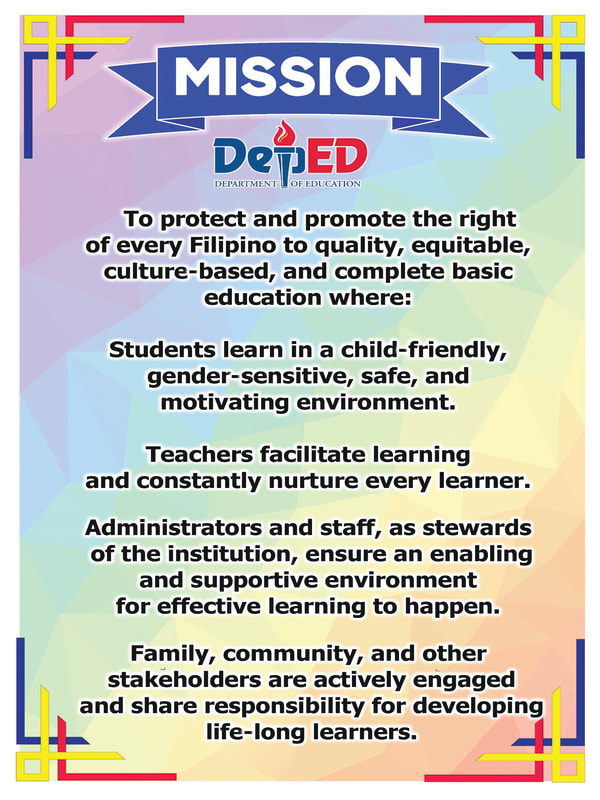 MISSION
DepED
DEPARTMENT OF EDUCATION
To protect and promote the right
of every Filipino to quality, equitable,
culture-based, and complete basic
education where:
Students learn in a child-friendly,
gender-sensitive, safe, and
motivating environment.
Teachers facilitate learning
and constantly nurture every learner.
Administrators and staff, as stewards
of the institution, ensure an enabling
and supportive environment
for effective learning to happen.
Family, community, and other
stakeholders are actively engaged
and share responsibility for developing
life-long learners.